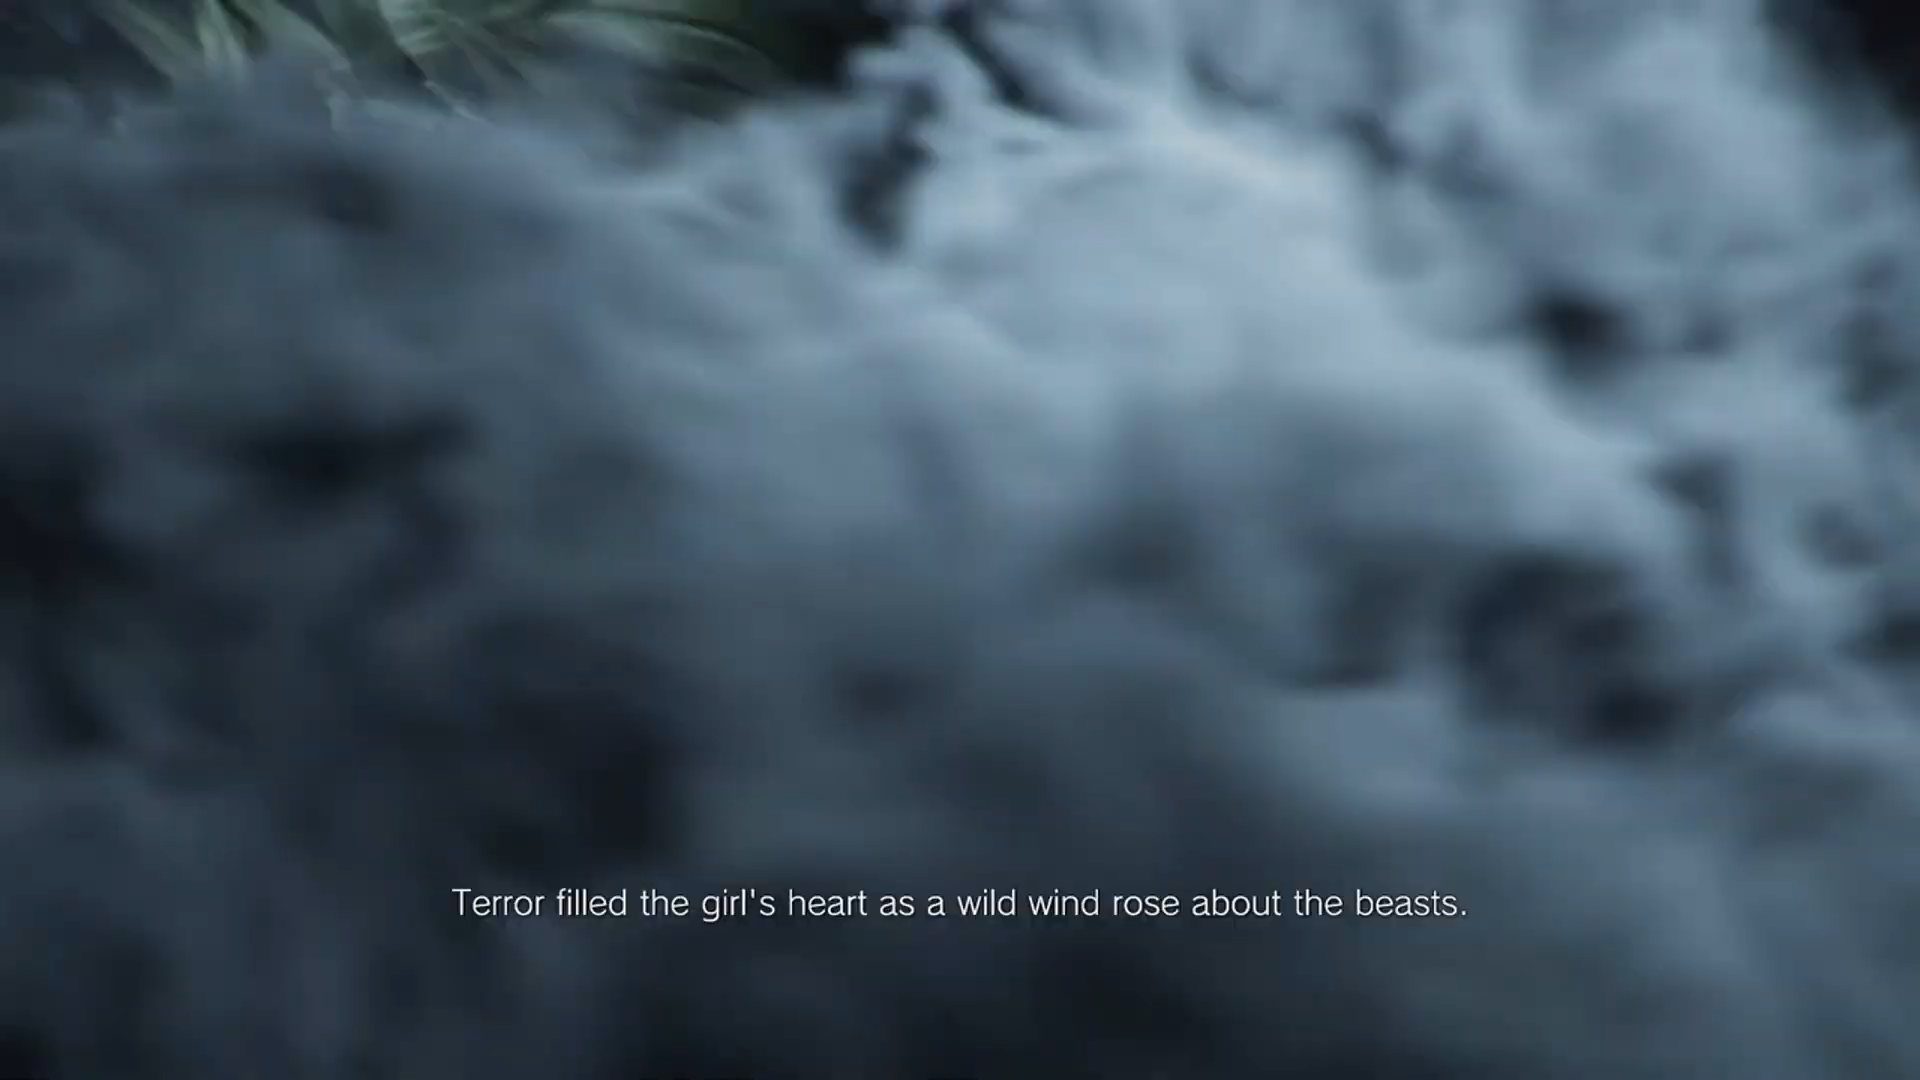 Terror filled the girl's heart as a wild wind rose about the beasts.